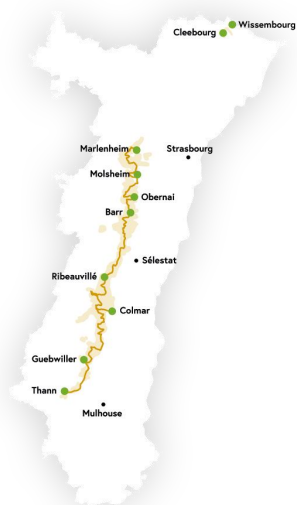 Wissembourg
Cleebourg
Marlenheim
Strasbourg
Molsheim
Obernai
Barr
Sélestat
Ribeauvillé
Colmar
Guebwiller
Thann
Mulhouse